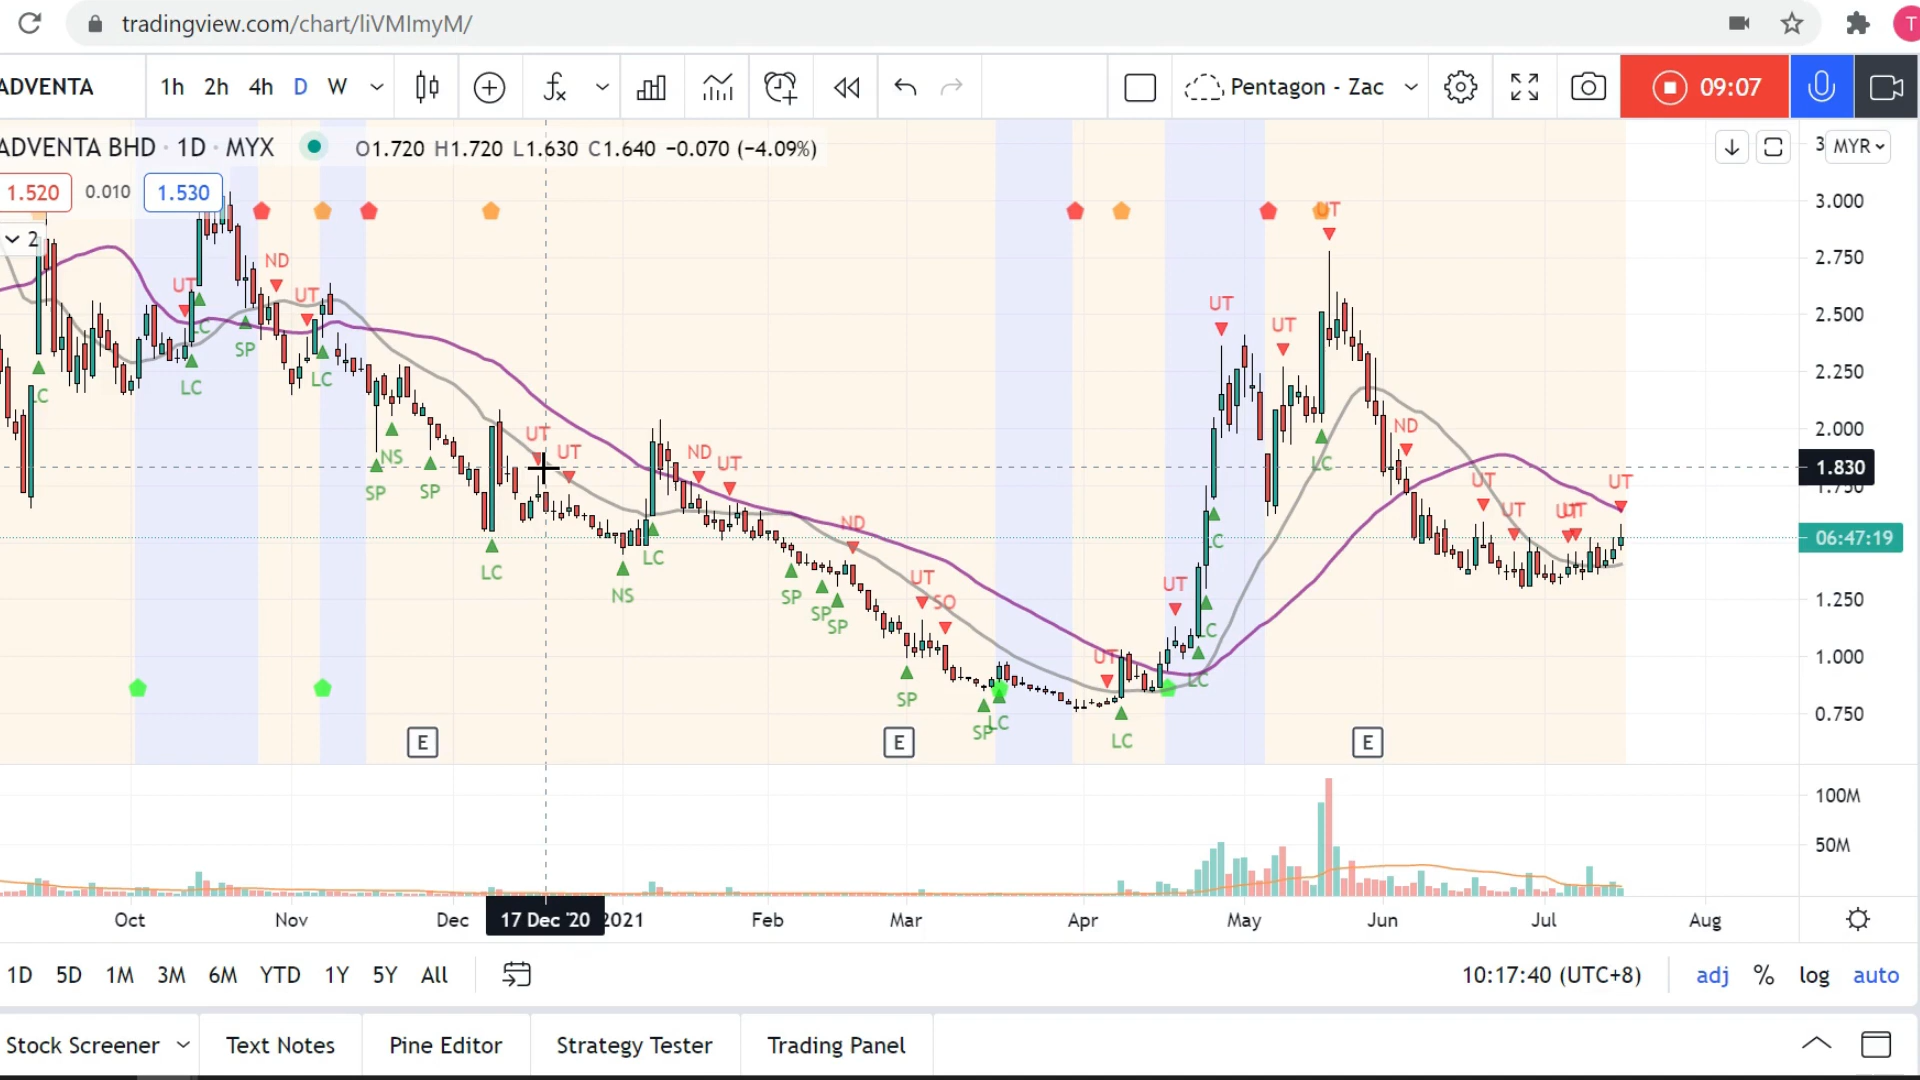 tradingview.com/chart/liVMImyM/
T
ADVENTA 1h 2h 4h D W Pentagon - Zac 09:07
ADVENTA BHD · 1D · MYX O1.720 H1.720 L1.630 C1.640 −0.070 (−4.09%)
3 MYR
1.520 0.010 1.530
3.000
UT
2
2.750
ND
UT UT
UT
UT
2.500
LC
SP
2.250
LC LC
LC
2.000
ND
UT
UT ND UT
NS
LC
1.830
1.750
UT UT
SP SP
UT
UT
ND
LC
06:47:19
LC
LC
UT
UT
NS
SP
1.250
SO
SP
SP
LC
UT
1.000
LC
SP
0.750
LC
SP
LC
E E E
100M
50M
Oct Nov Dec 17 Dec '20 2021 Feb Mar Apr May Jun Jul Aug
1D 5D 1M 3M 6M YTD 1Y 5Y All 10:17:40 (UTC+8) adj % log auto
Stock Screener Text Notes Pine Editor Strategy Tester Trading Panel